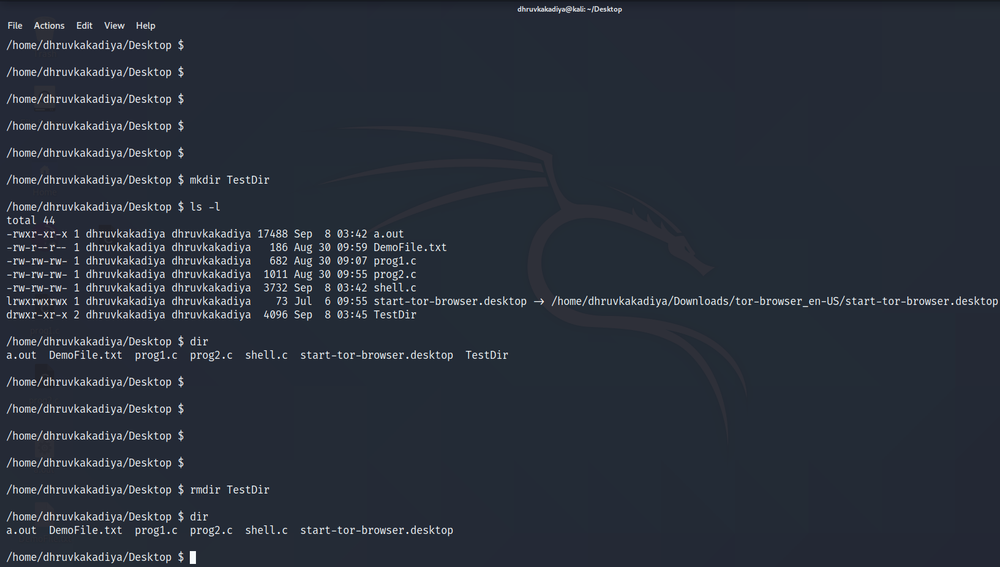 dhruvkakadiya@kali: ~/Desktop
File Actions Edit View Help
/home/dhruvkakadiya/Desktop $
/home/dhruvkakadiya/Desktop $
/home/dhruvkakadiya/Desktop $
/home/dhruvkakadiya/Desktop $
/home/dhruvkakadiya/Desktop $
/home/dhruvkakadiya/Desktop $ mkdir TestDir
/home/dhruvkakadiya/Desktop $ ls -l
total 44
-rwxr-xr-x 1 dhruvkakadiya dhruvkakadiya 17488 Sep  8 03:42 a.out
-rw-r--r-- 1 dhruvkakadiya dhruvkakadiya   186 Aug 30 09:59 DemoFile.txt
-rw-rw-rw- 1 dhruvkakadiya dhruvkakadiya   682 Aug 30 09:07 prog1.c
-rw-rw-rw- 1 dhruvkakadiya dhruvkakadiya  1011 Aug 30 09:55 prog2.c
-rw-rw-rw- 1 dhruvkakadiya dhruvkakadiya  3732 Sep  8 03:42 shell.c
lrwxrwxrwx 1 dhruvkakadiya dhruvkakadiya    73 Jul  6 09:55 start-tor-browser.desktop → /home/dhruvkakadiya/Downloads/tor-browser_en-US/start-tor-browser.desktop
drwxr-xr-x 2 dhruvkakadiya dhruvkakadiya  4096 Sep  8 03:45 TestDir
/home/dhruvkakadiya/Desktop $ dir
a.out  DemoFile.txt  prog1.c  prog2.c  shell.c  start-tor-browser.desktop  TestDir
/home/dhruvkakadiya/Desktop $
/home/dhruvkakadiya/Desktop $
/home/dhruvkakadiya/Desktop $
/home/dhruvkakadiya/Desktop $
/home/dhruvkakadiya/Desktop $ rmdir TestDir
/home/dhruvkakadiya/Desktop $ dir
a.out  DemoFile.txt  prog1.c  prog2.c  shell.c  start-tor-browser.desktop
/home/dhruvkakadiya/Desktop $